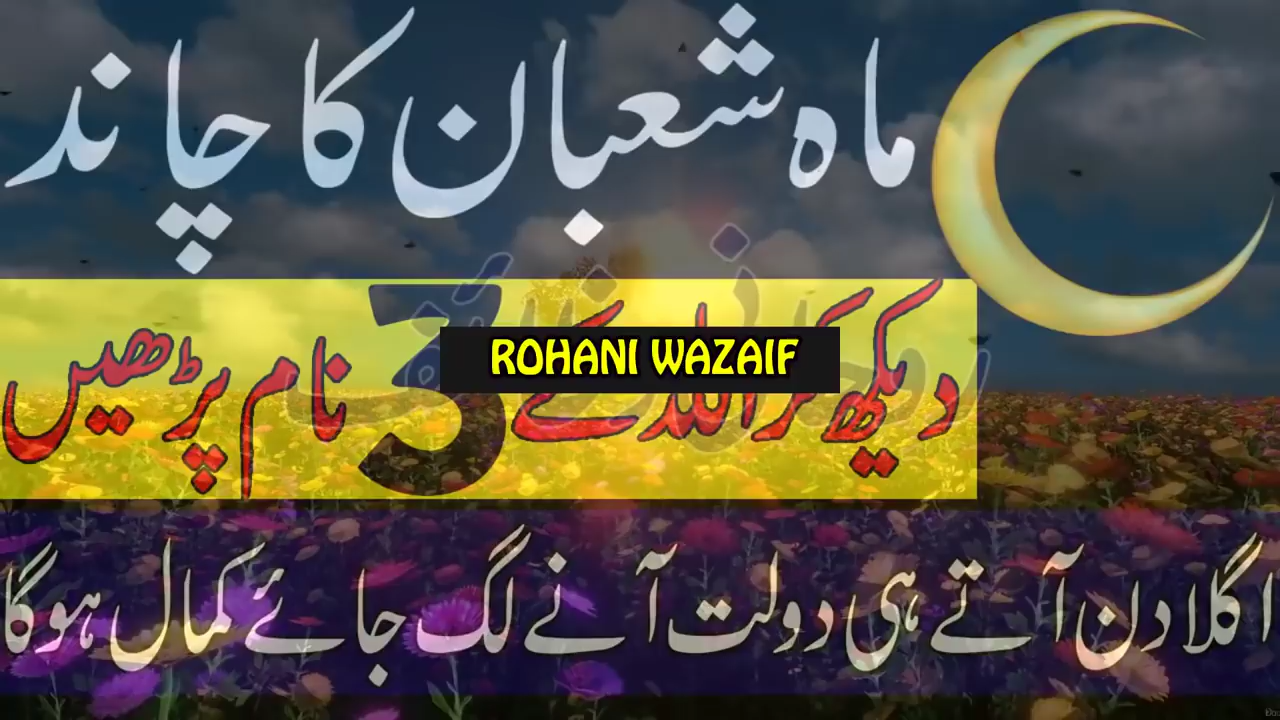 ماہ شعبان کا چاند
دیکھ کر اللہ کے 3 نام پڑھیں
ROHANI WAZAIF
اگلا دن آتے ہی دولت آنے لگ جائے کمال ہوگا